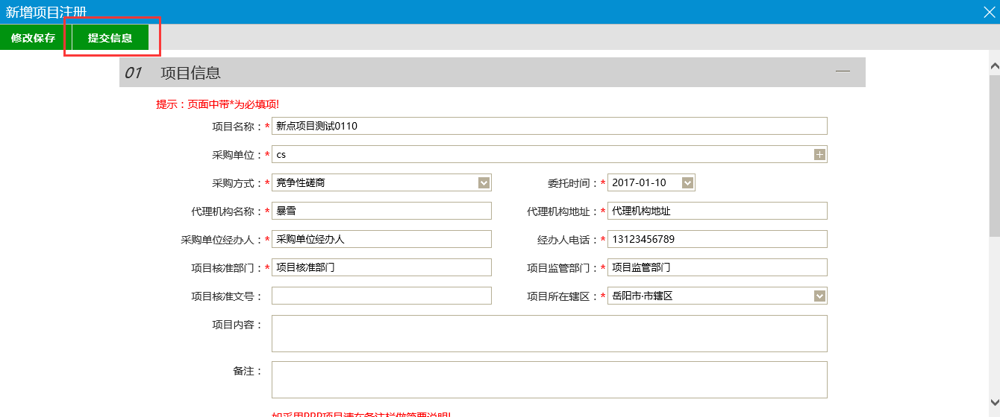 新增项目注册
修改保存 提交信息
01 项目信息
提示：页面中带*为必填项!
项目名称：* 新点项目测试0110
采购单位：* cs
采购方式：* 竞争性磋商 委托时间：* 2017-01-10
代理机构名称：* 暴雪 代理机构地址：* 代理机构地址
采购单位经办人：* 采购单位经办人 经办人电话：* 13123456789
项目核准部门：* 项目核准部门 项目监管部门：* 项目监管部门
项目核准文号： 项目所在辖区：* 岳阳市·市辖区
项目内容：
备注：
如采用PPP项目请在备注栏做简要说明!